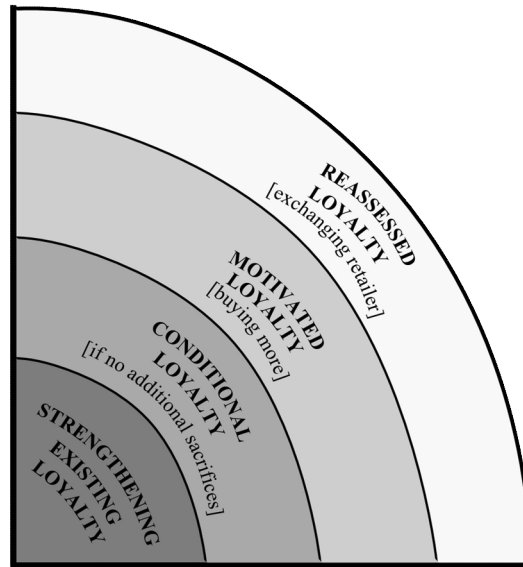 REASSESSED
LOYALTY
[exchanging retailer]
MOTIVATED
LOYALTY
[buying more]
CONDITIONAL
LOYALTY
[if no additional sacrifices]
STRENGTHENING
EXISTING
LOYALTY